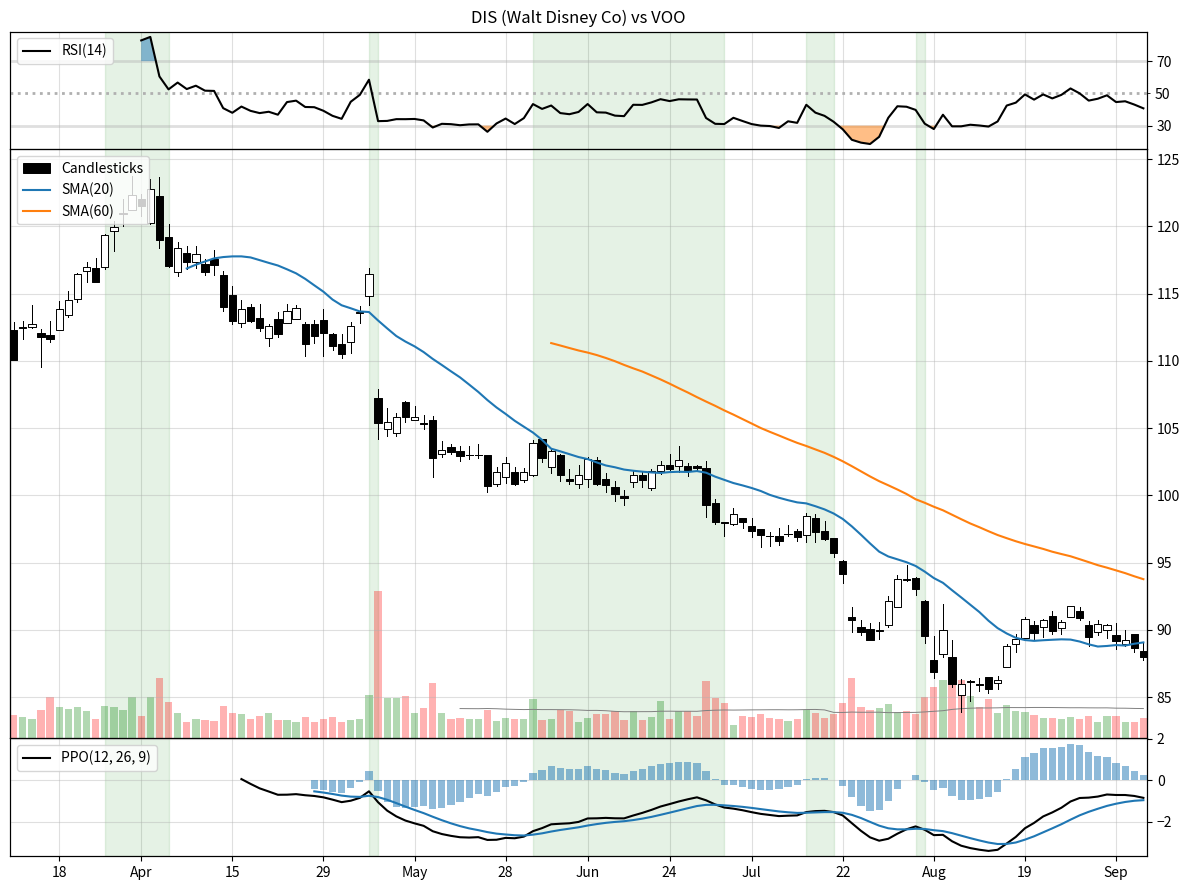 DIS (Walt Disney Co) vs VOO
RSI(14)
70
50
30
Candlesticks
SMA(20)
SMA(60)
125
120
115
110
105
100
95
90
85
PPO(12, 26, 9)
2
0
−2
18 Apr 15 29 May 28 Jun 24 Jul 22 Aug 19 Sep